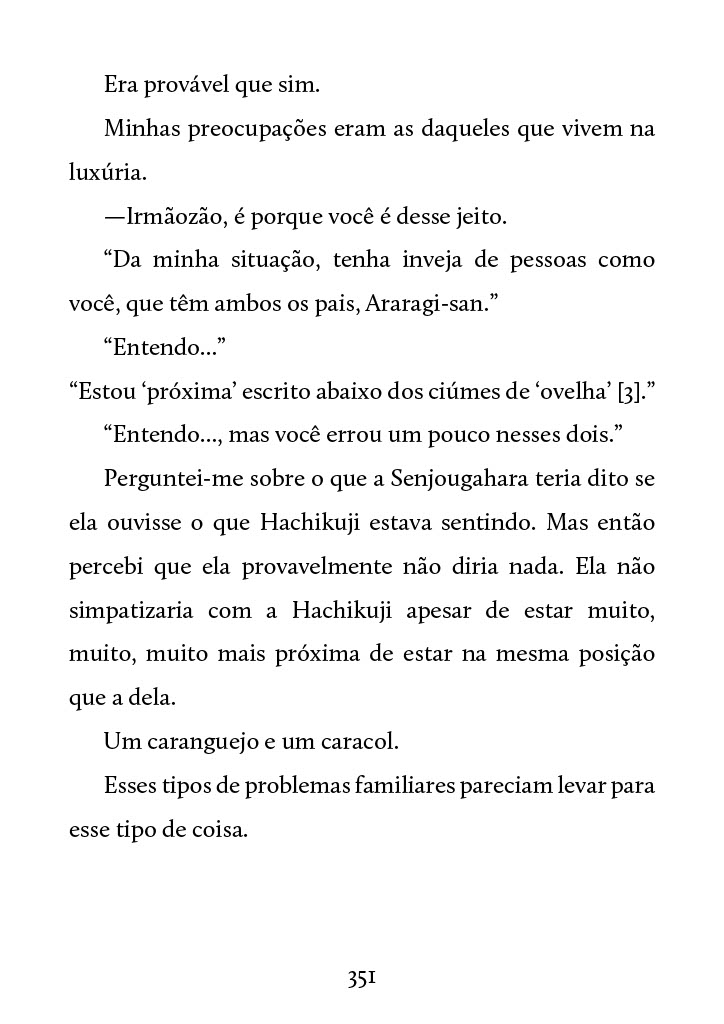 Era provável que sim.
Minhas preocupações eram as daqueles que vivem na
luxúria.
—Irmãozão, é porque você é desse jeito.
“Da minha situação, tenha inveja de pessoas como
você, que têm ambos os pais, Araragi-san.”
“Entendo...”
“Estou ‘próxima’ escrito abaixo dos ciúmes de ‘ovelha’ [3].”
“Entendo..., mas você errou um pouco nesses dois.”
Perguntei-me sobre o que a Senjougahara teria dito se
ela ouvisse o que Hachikuji estava sentindo. Mas então
percebi que ela provavelmente não diria nada. Ela não
simpatizaria com a Hachikuji apesar de estar muito,
muito, muito mais próxima de estar na mesma posição
que a dela.
Um caranguejo e um caracol.
Esses tipos de problemas familiares pareciam levar para
esse tipo de coisa.
351